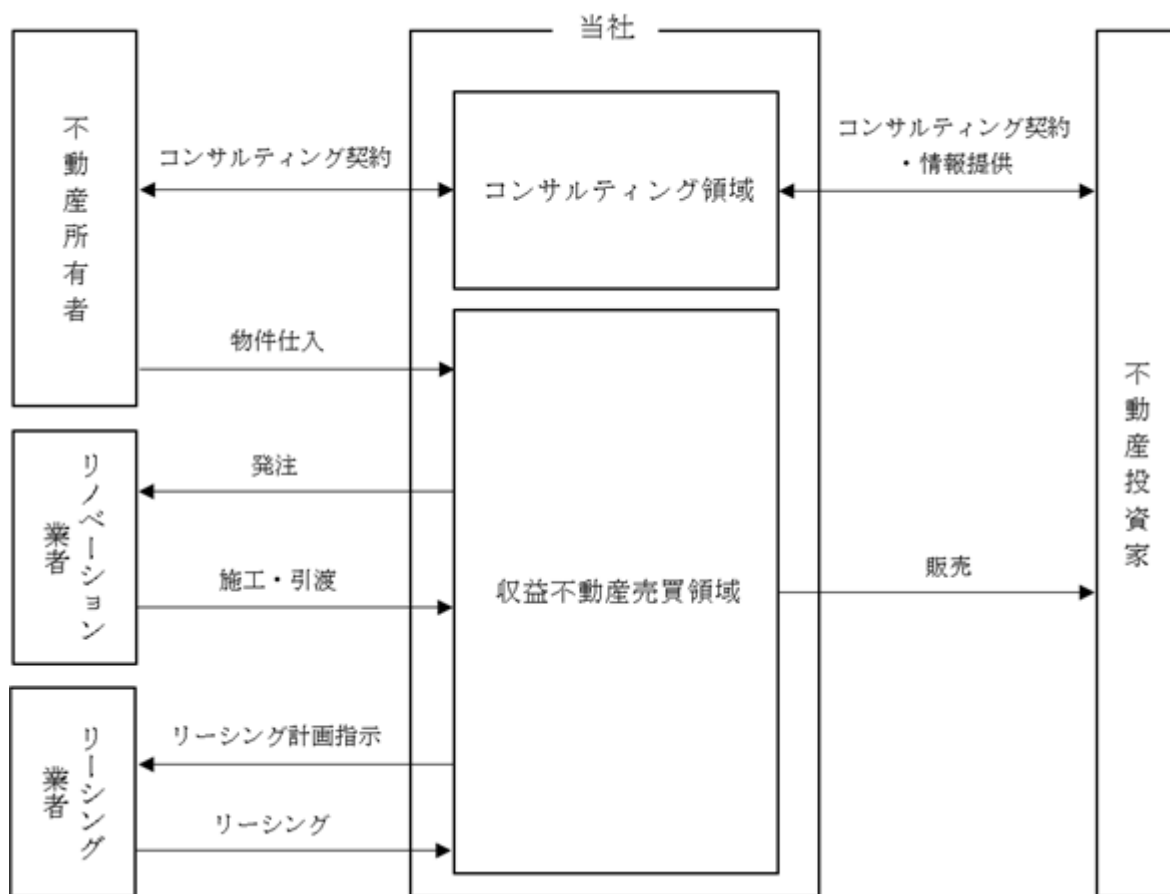 当社
不動産所有者
コンサルティング契約
コンサルティング領域
コンサルティング契約
・情報提供
物件仕入
不動産投資家
リノベーション
業者
発注
施工・引渡
収益不動産売買領域
販売
リーシング
業者
リーシング計画指示
リーシング